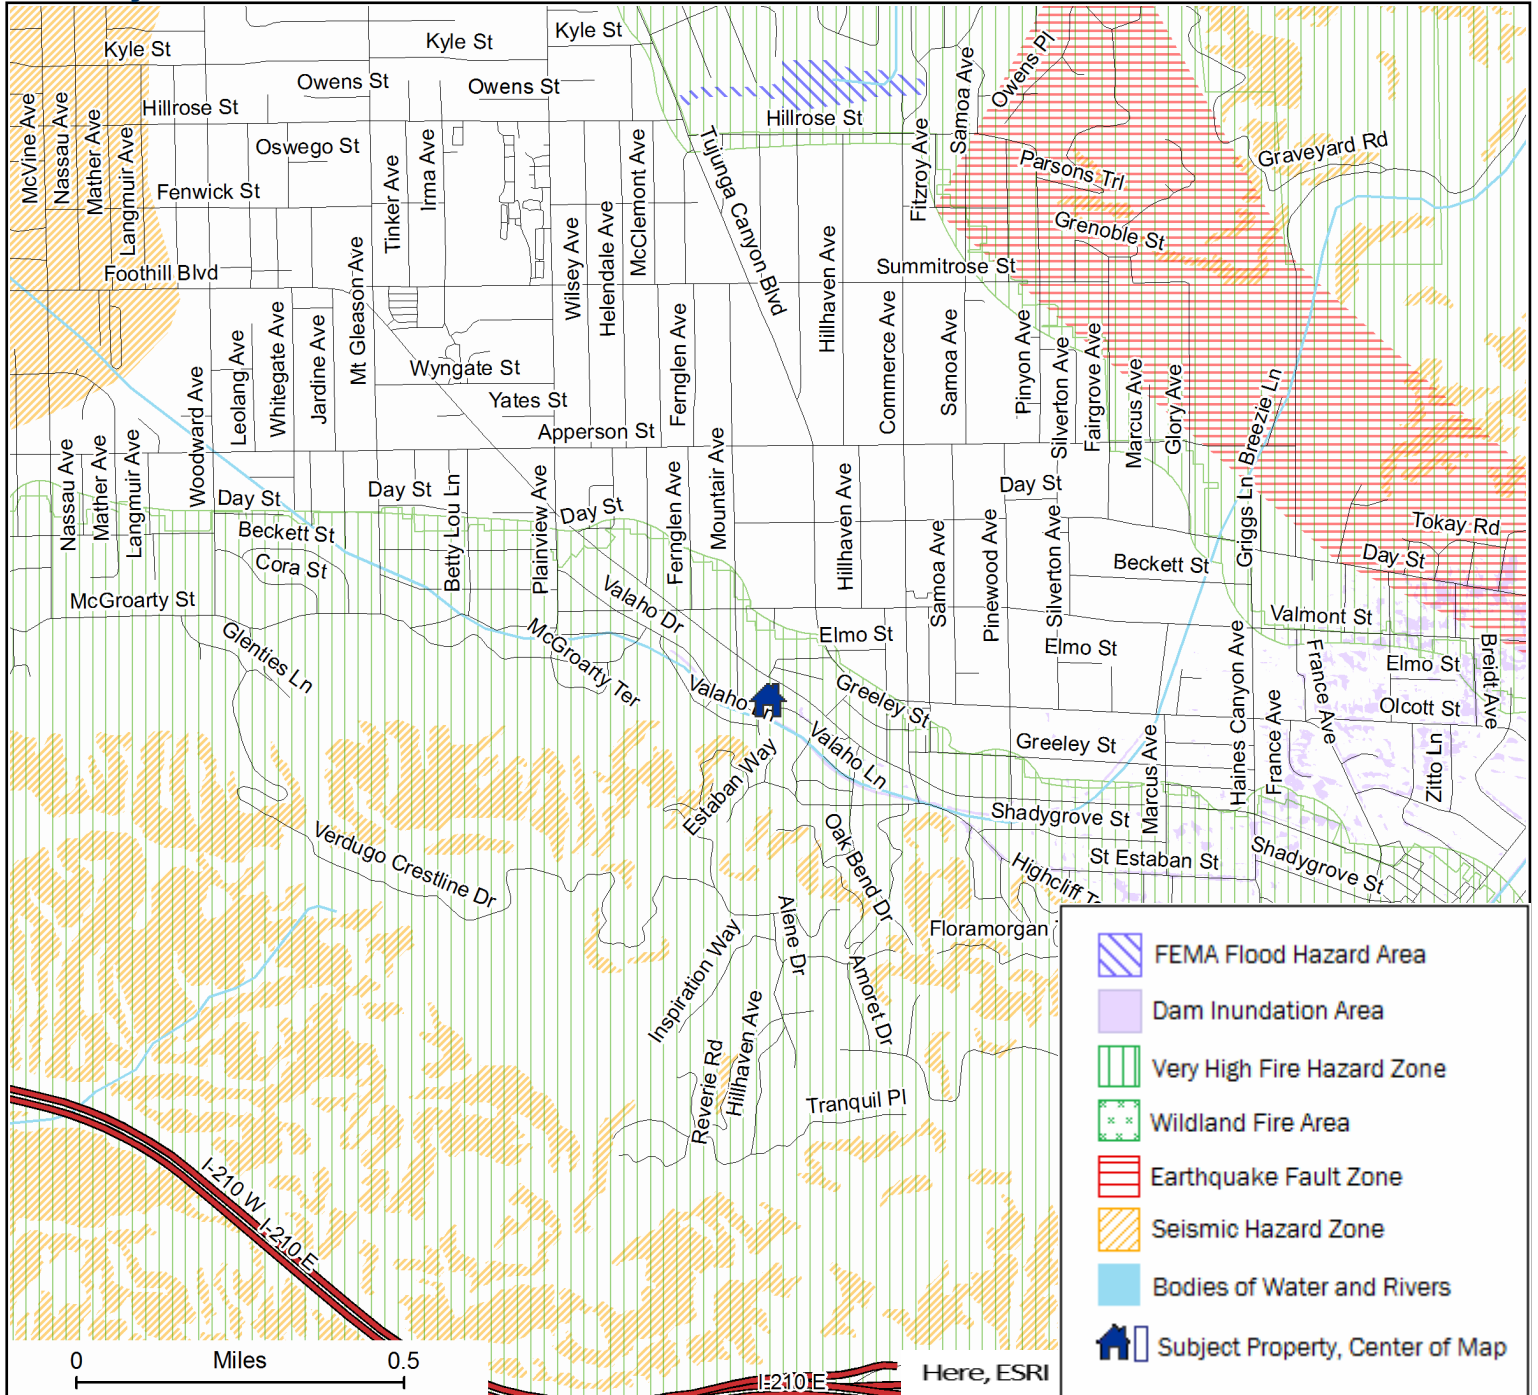 Kyle St
Kyle St
Kyle St
Owens St
Owens St
Owens Pl
Samoa Ave
Hillrose St
Hillrose St
McVine Ave
Nassau Ave
Mather Ave
Langmuir Ave
Oswego St
Fenwick St
Tinker Ave
Irma Ave
McClemont Ave
Tujunga Canyon Blvd
Fitzroy Ave
Parsons Trl
Graveyard Rd
Grenoble St
Foothill Blvd
Mt Gleason Ave
Wilsey Ave
Helendale Ave
Hillhaven Ave
Summitrose St
Woodward Ave
Leolang Ave
Whitegate Ave
Jardine Ave
Wyngate St
Yates St
Apperson St
Fernglen Ave
Commerce Ave
Samoa Ave
Pinyon Ave
Silverton Ave
Fairgrove Ave
Marcus Ave
Glory Ave
Breezie Ln
Griggs Ln
Nassau Ave
Mather Ave
Langmuir Ave
Day St
Day St
Betty Lou Ln
Plainview Ave
Day St
Fernglen Ave
Mountain Ave
Hillhaven Ave
Samoa Ave
Pinewood Ave
Silverton Ave
Day St
Beckett St
Tokay Rd
Day St
Beckett St
Cora St
McGroarty St
Glenties Ln
Valaho Dr
McGroarty Ter
Valaho Ln
Elmo St
Elmo St
Valmont St
Elmo St
Olcott St
Breidt Ave
France Ave
France Ave
Haines Canyon Ave
Zitto Ln
Greeley St
Greeley St
Valaho Ln
Marcus Ave
Estaban Way
Shadygrove St
St Estaban St
Shadygrove St
Highcliff
Oak Bend Dr
Verdugo Crestline Dr
Alene Dr
Floramorgan
Inspiration Way
Amoret Dr
Reverie Rd
Hillhaven Ave
Tranquil Pl
I-210 W
I-210 E
I-210 E
0 Miles 0.5
Here, ESRI
FEMA Flood Hazard Area
Dam Inundation Area
Very High Fire Hazard Zone
Wildland Fire Area
Earthquake Fault Zone
Seismic Hazard Zone
Bodies of Water and Rivers
Subject Property, Center of Map